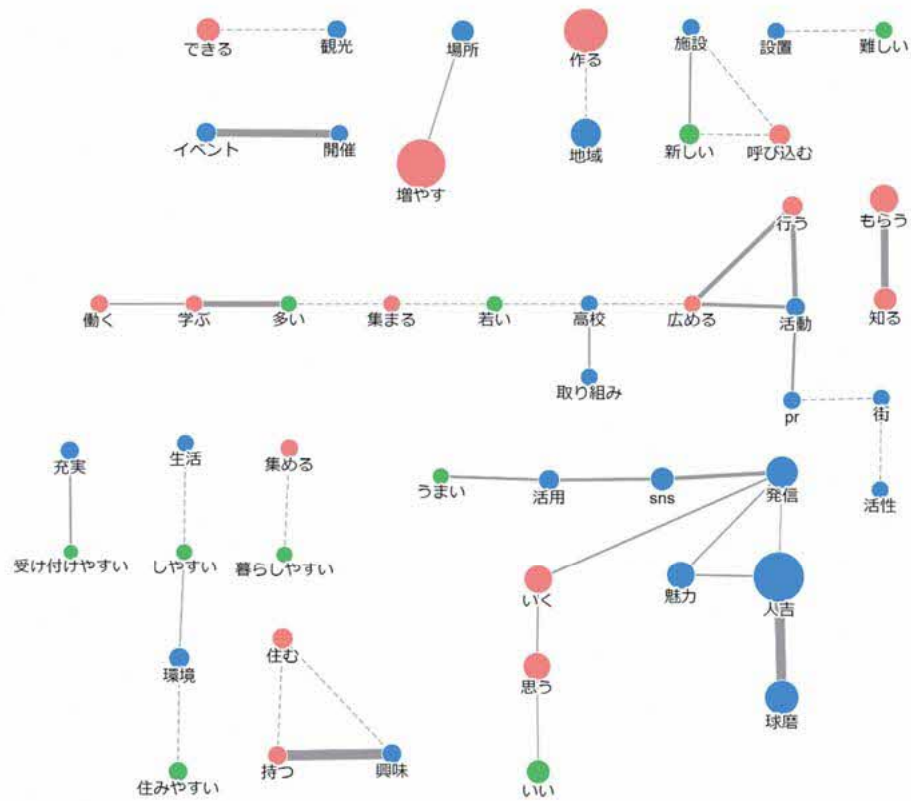 できる
観光
場所
作る
施設
設置
難しい
イベント
開催
増やす
地域
新しい
呼び込む
行う
もらう
働く
学ぶ
多い
集まる
若い
高校
広める
活動
知る
取り組み
pr
街
充実
生活
集める
うまい
活用
sns
発信
活性
受け付けやすい
しやすい
暮らしやすい
いく
魅力
人吉
住む
環境
思う
球磨
持つ
興味
住みやすい
いい